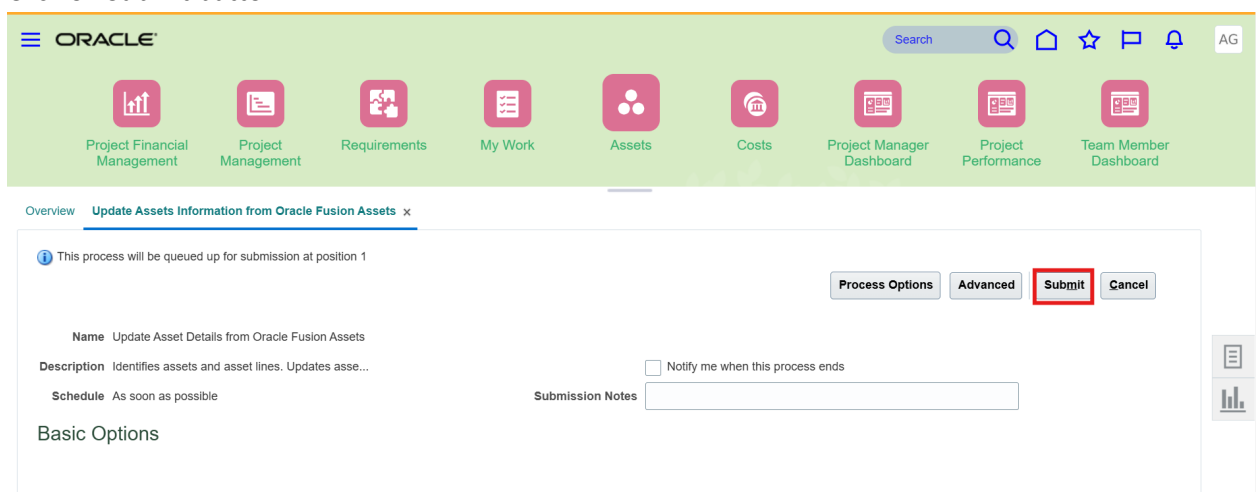 ORACLE
Search
AG
Project Financial Management
Project Management
Requirements
My Work
Assets
Costs
Project Manager Dashboard
Project Performance
Team Member Dashboard
Overview
Update Assets Information from Oracle Fusion Assets x
This process will be queued up for submission at position 1
Process Options
Advanced
Submit
Cancel
Name Update Asset Details from Oracle Fusion Assets
Description Identifies assets and asset lines. Updates asse...
Notify me when this process ends
Schedule As soon as possible
Submission Notes
Basic Options